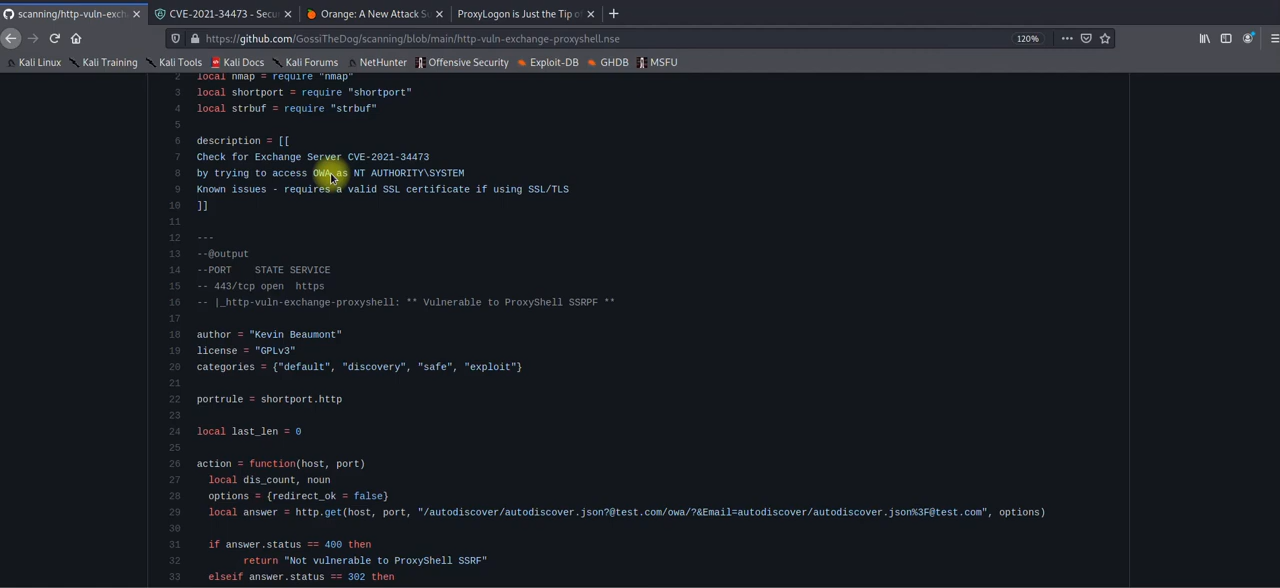 scanning/http-vuln-exch
CVE-2021-34473 - Secu
Orange: A New Attack Su
ProxyLogon is Just the Tip of
https://github.com/GossiTheDog/scanning/blob/main/http-vuln-exchange-proxyshell.nse
120%
Kali Linux
Kali Training
Kali Tools
Kali Docs
Kali Forums
NetHunter
Offensive Security
Exploit-DB
GHDB
MSFU
2 local nmap = require "nmap"
3 local shortport = require "shortport"
4 local strbuf = require "strbuf"
5
6 description = [[
7 Check for Exchange Server CVE-2021-34473
8 by trying to access OWA as NT AUTHORITY\SYSTEM
9 Known issues - requires a valid SSL certificate if using SSL/TLS
10 ]]
11
12 ---
13 --@output
14 --PORT    STATE SERVICE
15 -- 443/tcp open  https
16 -- |_http-vuln-exchange-proxyshell: ** Vulnerable to ProxyShell SSRPF **
17
18 author = "Kevin Beaumont"
19 license = "GPLv3"
20 categories = {"default", "discovery", "safe", "exploit"}
21
22 portrule = shortport.http
23
24 local last_len = 0
25
26 action = function(host, port)
27 local dis_count, noun
28 options = {redirect_ok = false}
29 local answer = http.get(host, port, "/autodiscover/autodiscover.json?@test.com/owa/?&Email=autodiscover/autodiscover.json%3F@test.com", options)
30
31 if answer.status == 400 then
32 return "Not vulnerable to ProxyShell SSRF"
33 elseif answer.status == 302 then